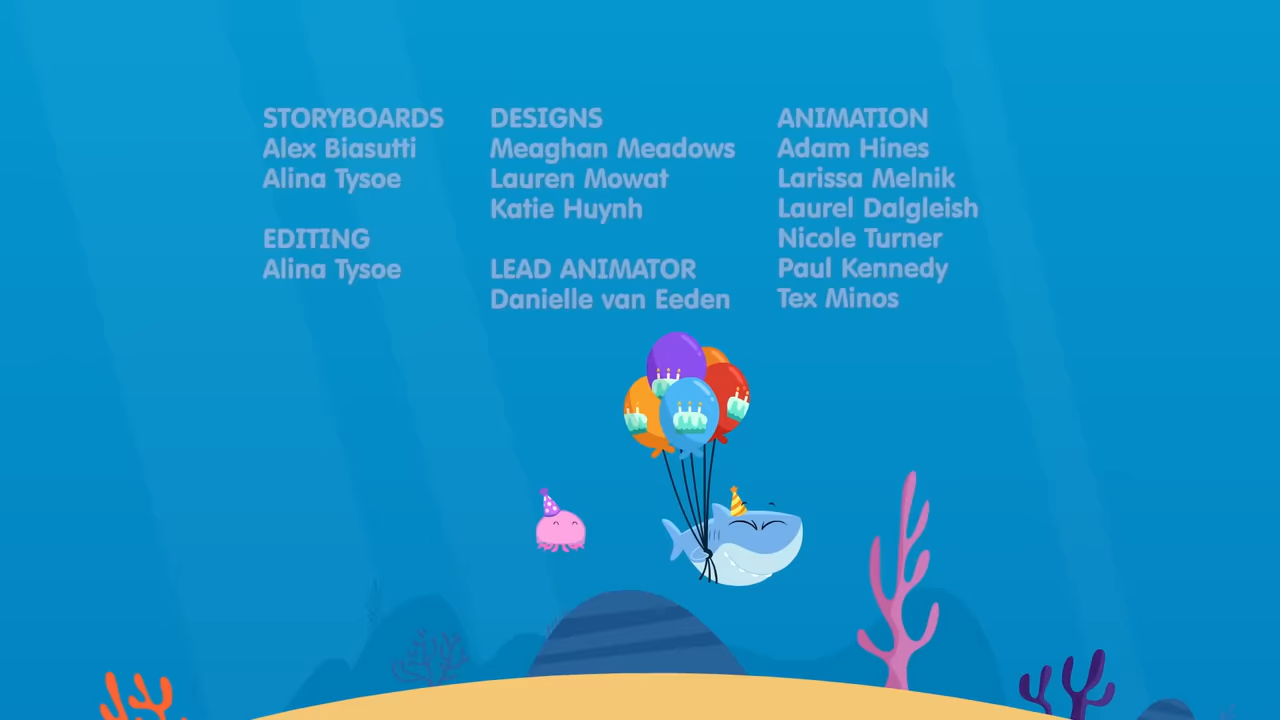 STORYBOARDS
Alex Biasutti
Alina Tysoe
EDITING
Alina Tysoe
DESIGNS
Meaghan Meadows
Lauren Mowat
Katie Huynh
LEAD ANIMATOR
Danielle van Eeden
ANIMATION
Adam Hines
Larissa Melnik
Laurel Dalgleish
Nicole Turner
Paul Kennedy
Tex Minos